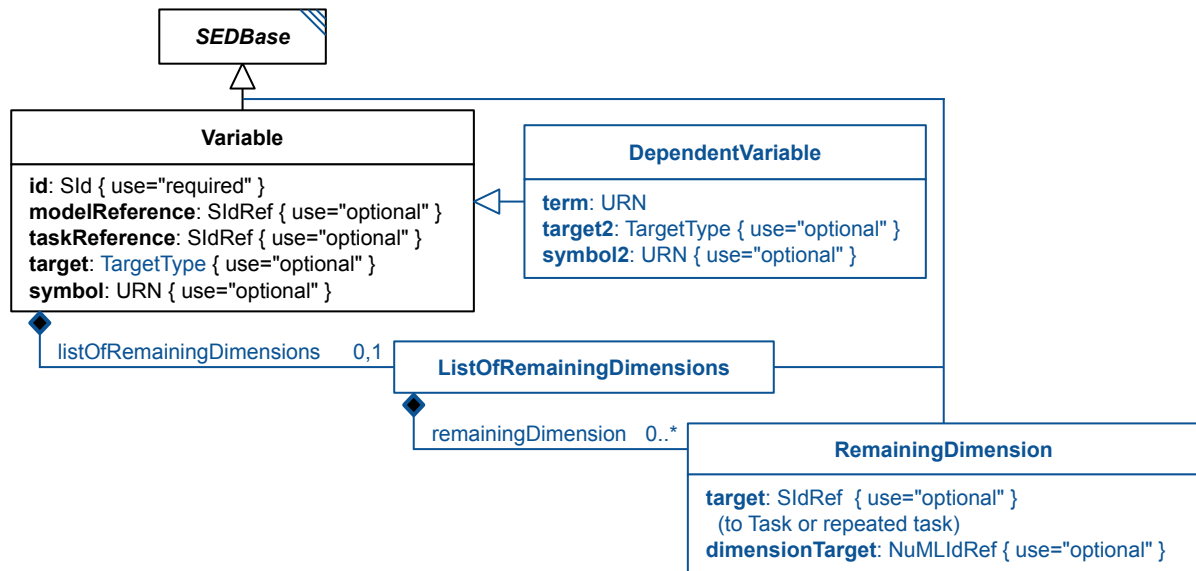 SEDBase
Variable
id: SId { use="required" }
modelReference: SIdRef { use="optional" }
taskReference: SIdRef { use="optional" }
target: TargetType { use="optional" }
symbol: URN { use="optional" }
DependentVariable
term: URN
target2: TargetType { use="optional" }
symbol2: URN { use="optional" }
listOfRemainingDimensions 0,1
ListOfRemainingDimensions
remainingDimension 0..*
RemainingDimension
target: SIdRef { use="optional" }
(to Task or repeated task)
dimensionTarget: NuMLIdRef { use="optional" }